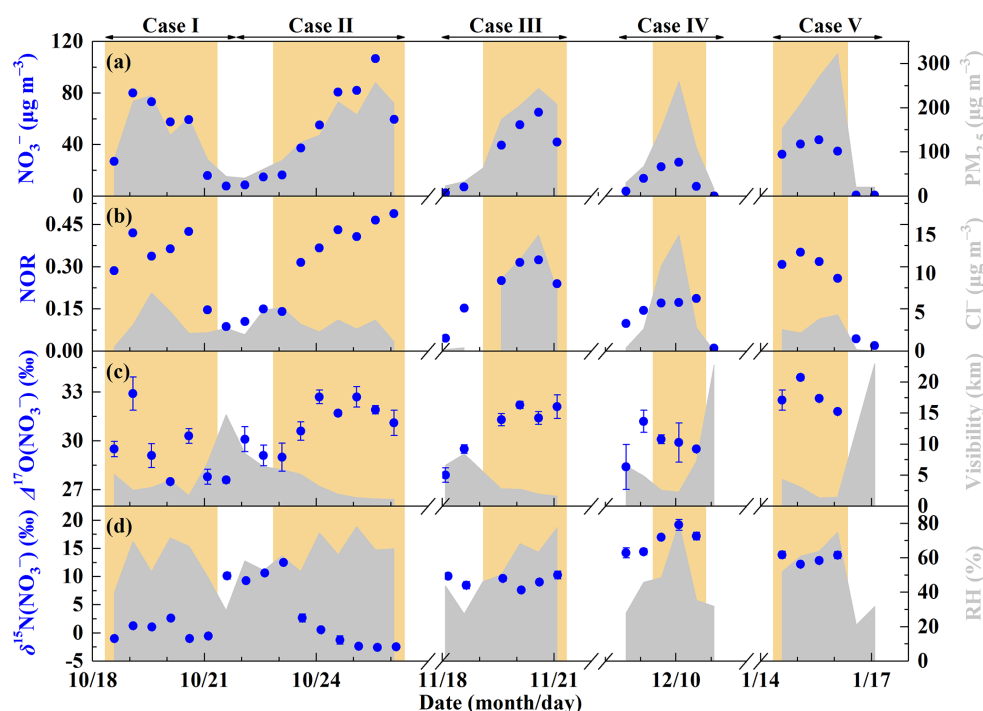 Case I Case II Case III Case IV Case V
(a)
NO₃⁻ (µg m⁻³)
120
80
40
0
300
250
200
150
100
50
0
PM₂.₅ (µg m⁻³)
(b)
NOR
0.45
0.30
0.15
0.00
15
10
5
0
Cl⁻ (µg m⁻³)
(c)
Δ¹⁷O(NO₃⁻) (‰)
33
30
27
20
15
10
5
0
Visibility (km)
(d)
δ¹⁵N(NO₃⁻) (‰)
20
15
10
5
0
-5
80
60
40
20
0
RH (%)
10/18 10/21 10/24 11/18 11/21 12/10 1/14 1/17
Date (month/day)